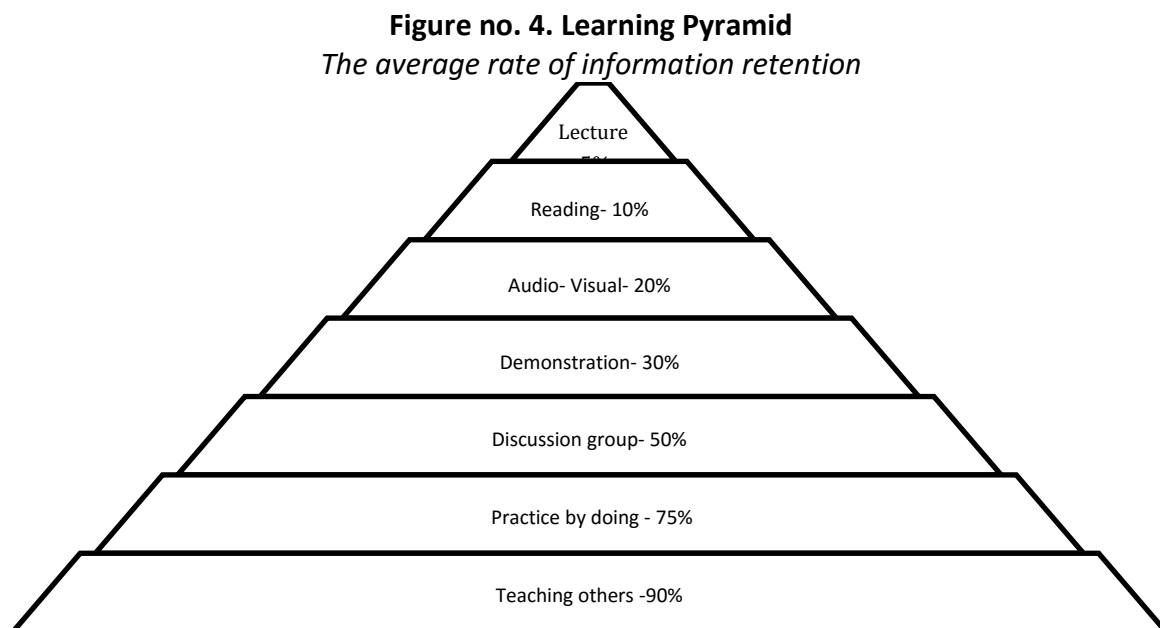 Figure no. 4. Learning Pyramid
The average rate of information retention
Lecture
Reading- 10%
Audio- Visual- 20%
Demonstration- 30%
Discussion group- 50%
Practice by doing - 75%
Teaching others -90%